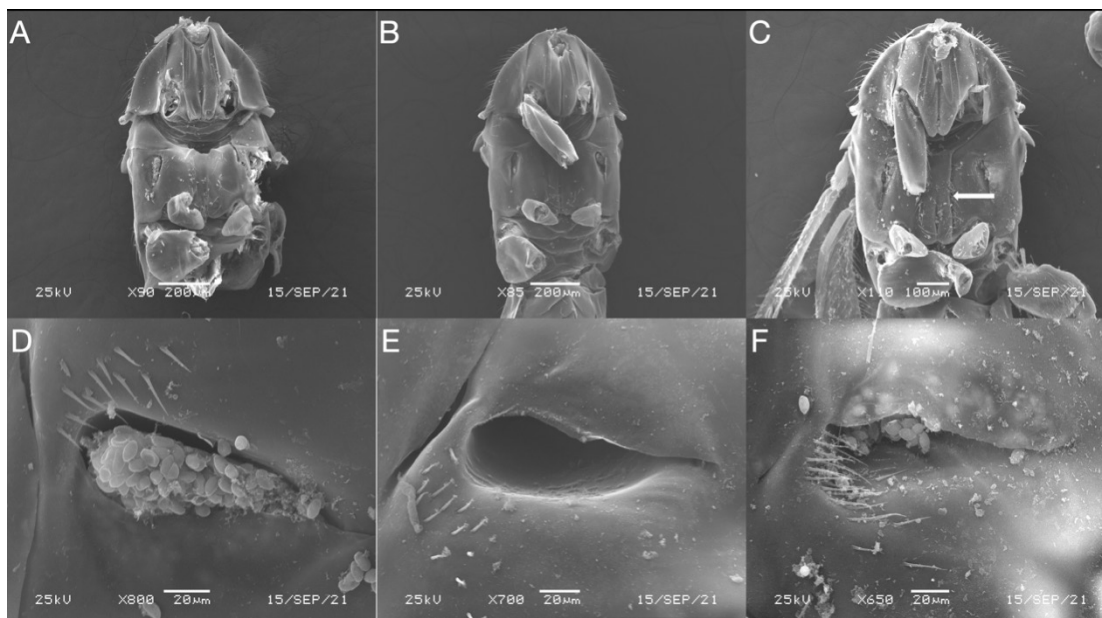 A
25kV X90 200μm 15/SEP/21
B
25kV X85 200μm 15/SEP/21
C
25kV X110 100μm 15/SEP/21
D
25kV X800 20μm 15/SEP/21
E
25kV X700 20μm 15/SEP/21
F
25kV X650 20μm 15/SEP/21